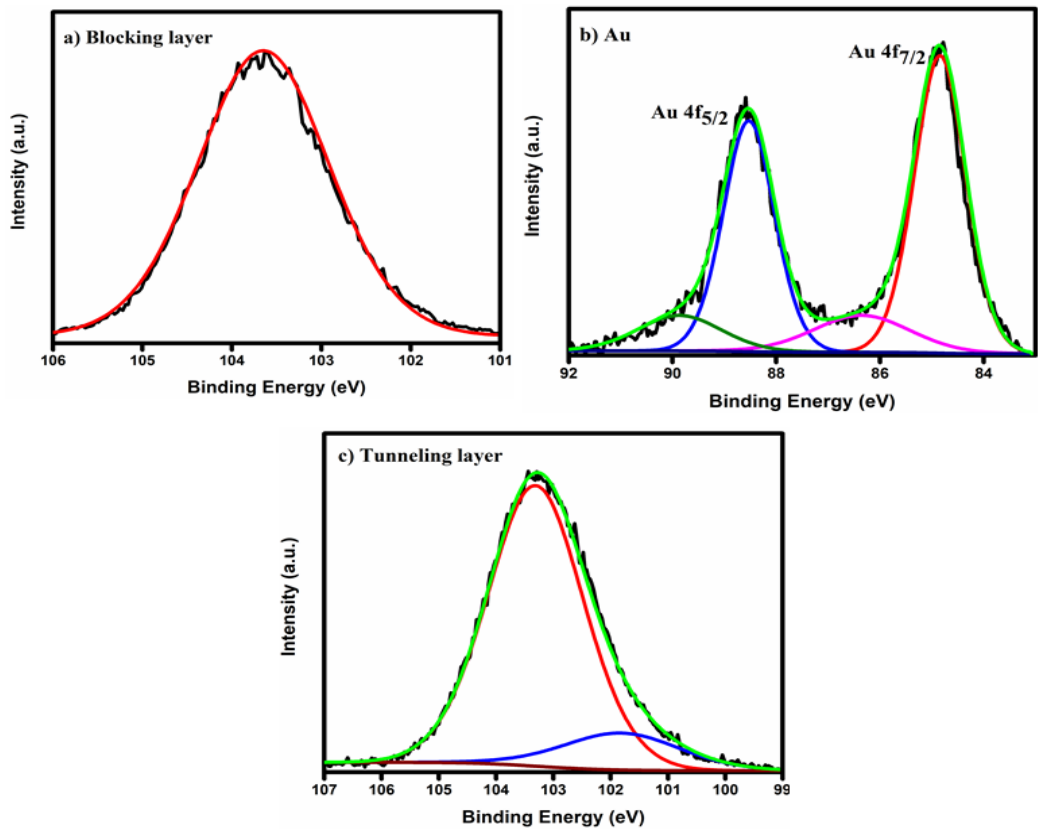 a) Blocking layer
Intensity (a.u.)
106 105 104 103 102 101
Binding Energy (eV)
b) Au
Au 4f7/2
Au 4f5/2
Intensity (a.u.)
92 90 88 86 84
Binding Energy (eV)
c) Tunneling layer
Intensity (a.u.)
107 106 105 104 103 102 101 100 99
Binding Energy (eV)